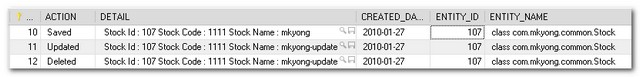 ... ACTION DETAIL CREATED_DA... ENTITY_ID ENTITY_NAME
10 Saved Stock Id : 107 Stock Code : 1111 Stock Name : mkyong 2010-01-27 107 class com.mkyong.common.Stock
11 Updated Stock Id : 107 Stock Code : 1111 Stock Name : mkyong-update 2010-01-27 107 class com.mkyong.common.Stock
12 Deleted Stock Id : 107 Stock Code : 1111 Stock Name : mkyong-update 2010-01-27 107 class com.mkyong.common.Stock